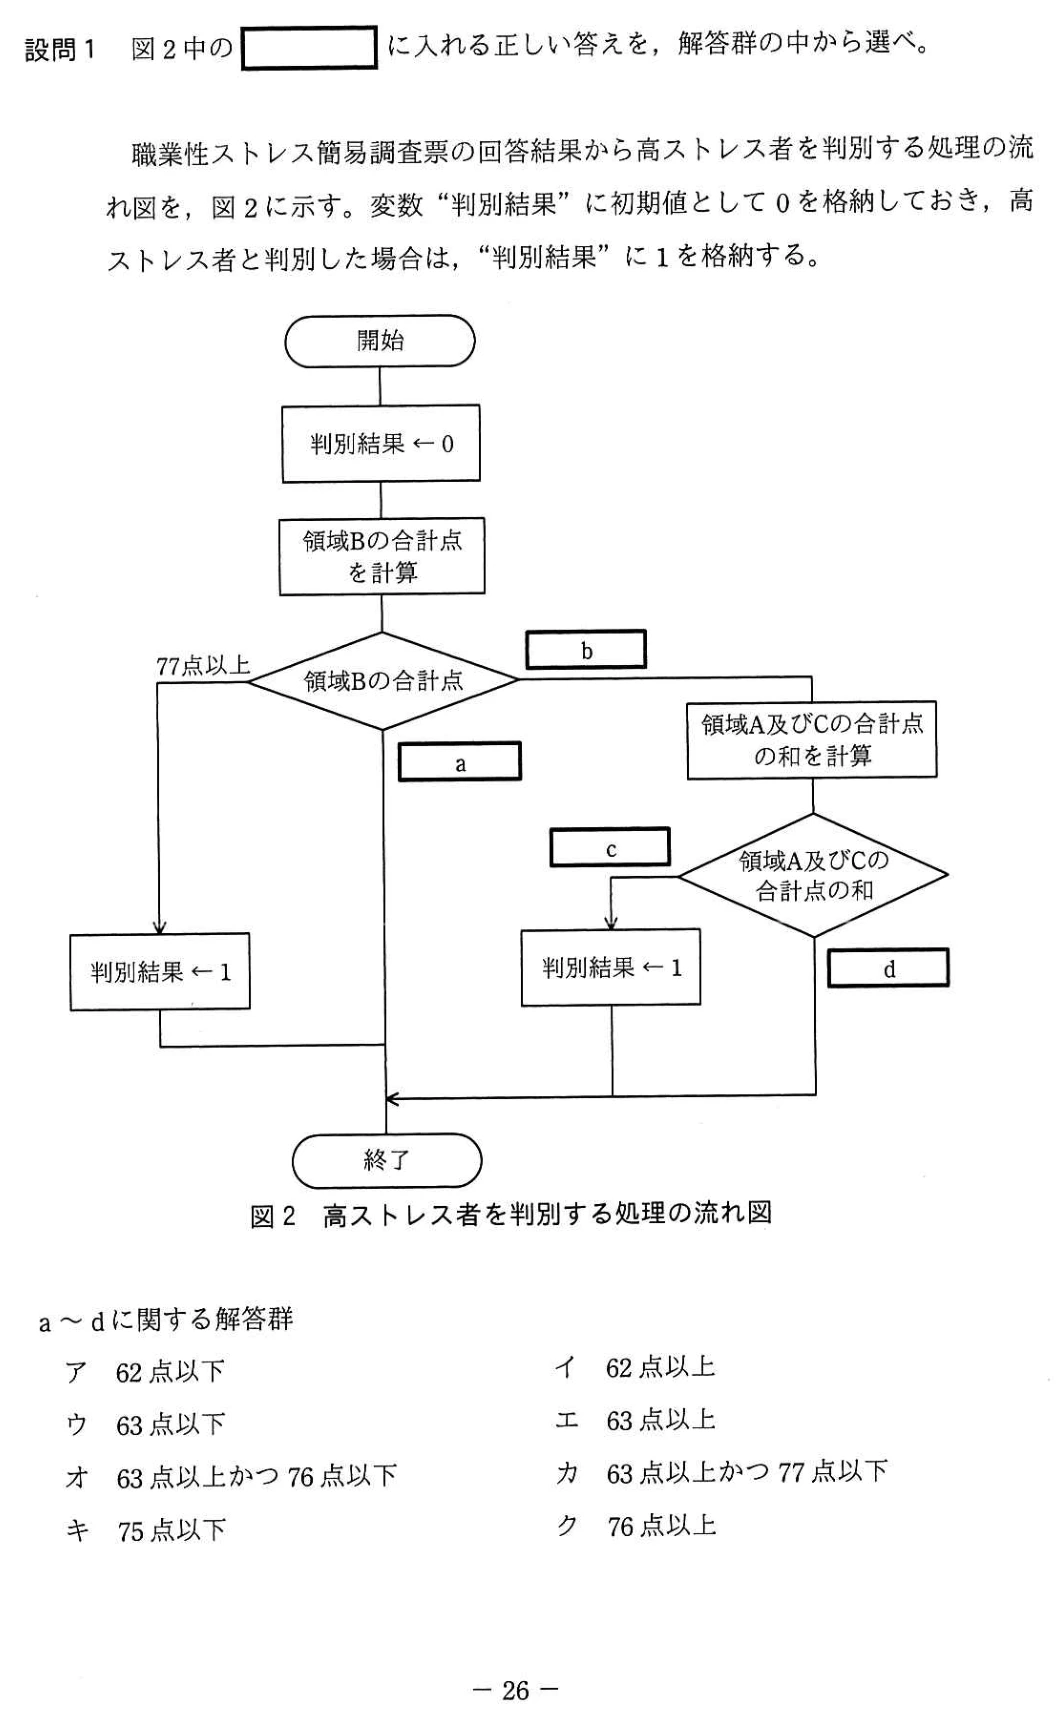 設問1 図2中の に入れる正しい答えを，解答群の中から選べ。
職業性ストレス簡易調査票の回答結果から高ストレス者を判別する処理の流
れ図を，図2に示す。変数“判別結果”に初期値として0を格納しておき，高
ストレス者と判別した場合は，“判別結果”に1を格納する。
開始
判別結果←0
領域Bの合計点
を計算
77点以上
領域Bの合計点
b
a
領域A及びCの合計点
の和を計算
c
領域A及びCの
合計点の和
判別結果←1
判別結果←1
d
終了
図2 高ストレス者を判別する処理の流れ図
a～dに関する解答群
ア 62点以下
イ 62点以上
ウ 63点以下
エ 63点以上
オ 63点以上かつ76点以下
カ 63点以上かつ77点以下
キ 75点以下
ク 76点以上
－ 26 －